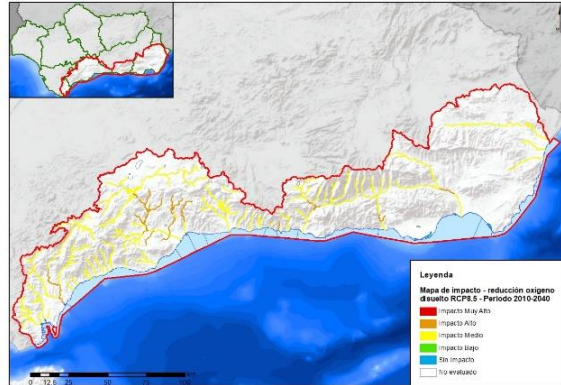 Leyenda
Mapa de impacto - reducción oxígeno
disuelto RCP8.5 - Periodo 2010-2040
Impacto Muy Alto
Impacto Alto
Impacto Medio
Impacto Bajo
Sin Impacto
No evaluado
0 12,5 25 50 75 100